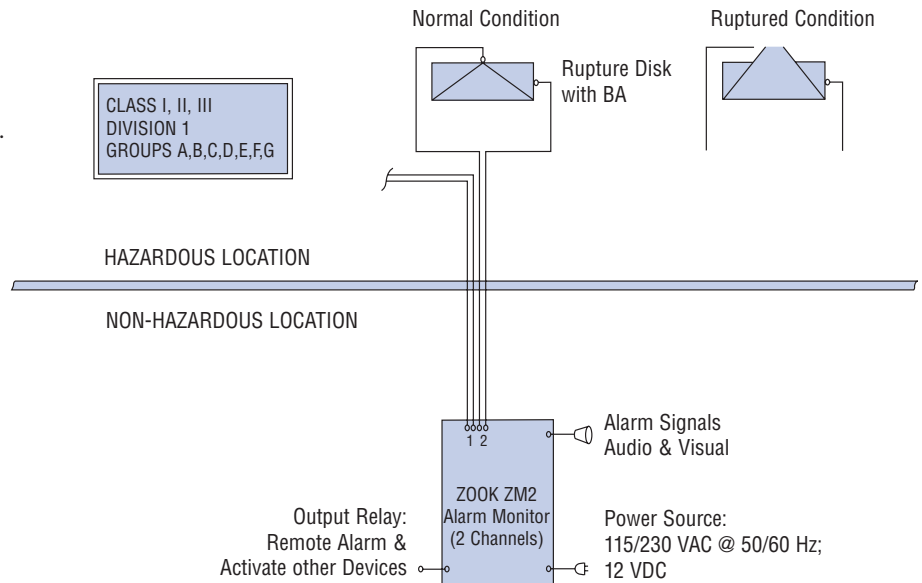 Normal Condition
Ruptured Condition
Rupture Disk
with BA
CLASS I, II, III
DIVISION 1
GROUPS A,B,C,D,E,F,G
.
HAZARDOUS LOCATION
NON-HAZARDOUS LOCATION
1 2
Alarm Signals
Audio & Visual
ZOOK ZM2
Alarm Monitor
(2 Channels)
Output Relay:
Remote Alarm &
Activate other Devices
Power Source:
115/230 VAC @ 50/60 Hz;
12 VDC